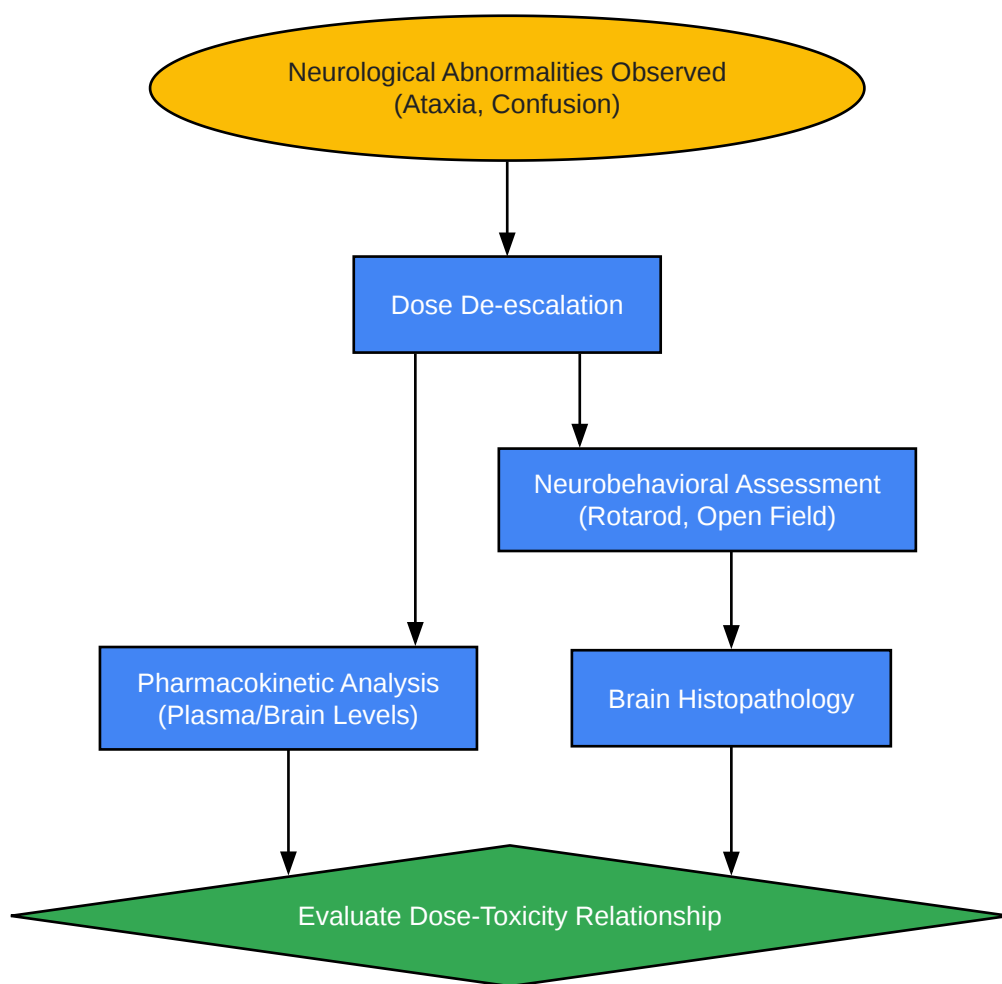 Neurological Abnormalities Observed
(Ataxia, Confusion)
Dose De-escalation
Neurobehavioral Assessment
(Rotarod, Open Field)
Pharmacokinetic Analysis
(Plasma/Brain Levels)
Brain Histopathology
Evaluate Dose-Toxicity Relationship